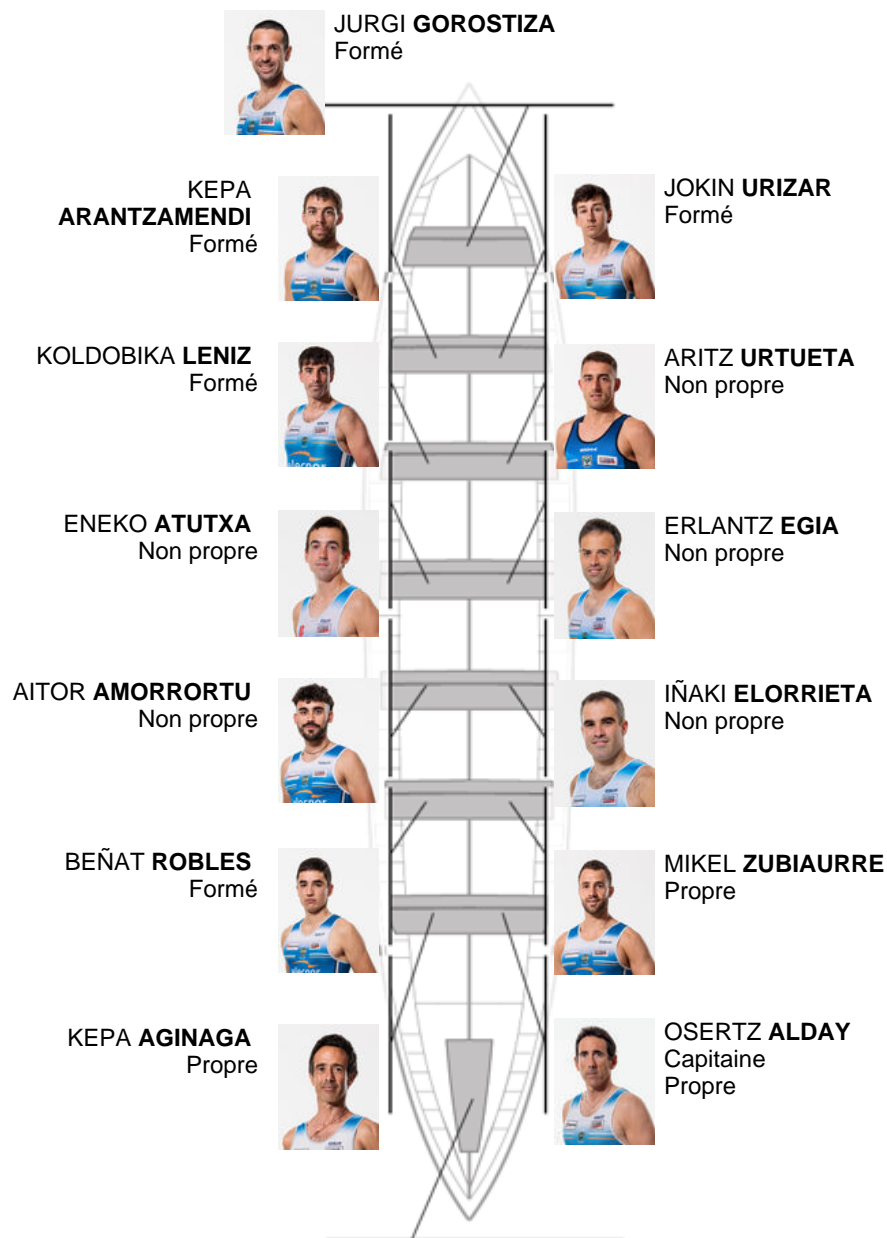 JURGI GOROSTIZA
Formé
KEPA
ARANTZAMENDI
Formé
JOKIN URIZAR
Formé
KOLDOBIKA LENIZ
Formé
ARITZ URTUETA
Non propre
ENEKO ATUTXA
Non propre
ERLANTZ EGIA
Non propre
AITOR AMORRORTU
Non propre
IÑAKI ELORRIETA
Non propre
BEÑAT ROBLES
Formé
MIKEL ZUBIAURRE
Propre
KEPA AGINAGA
Propre
OSERTZ ALDAY
Capitaine
Propre